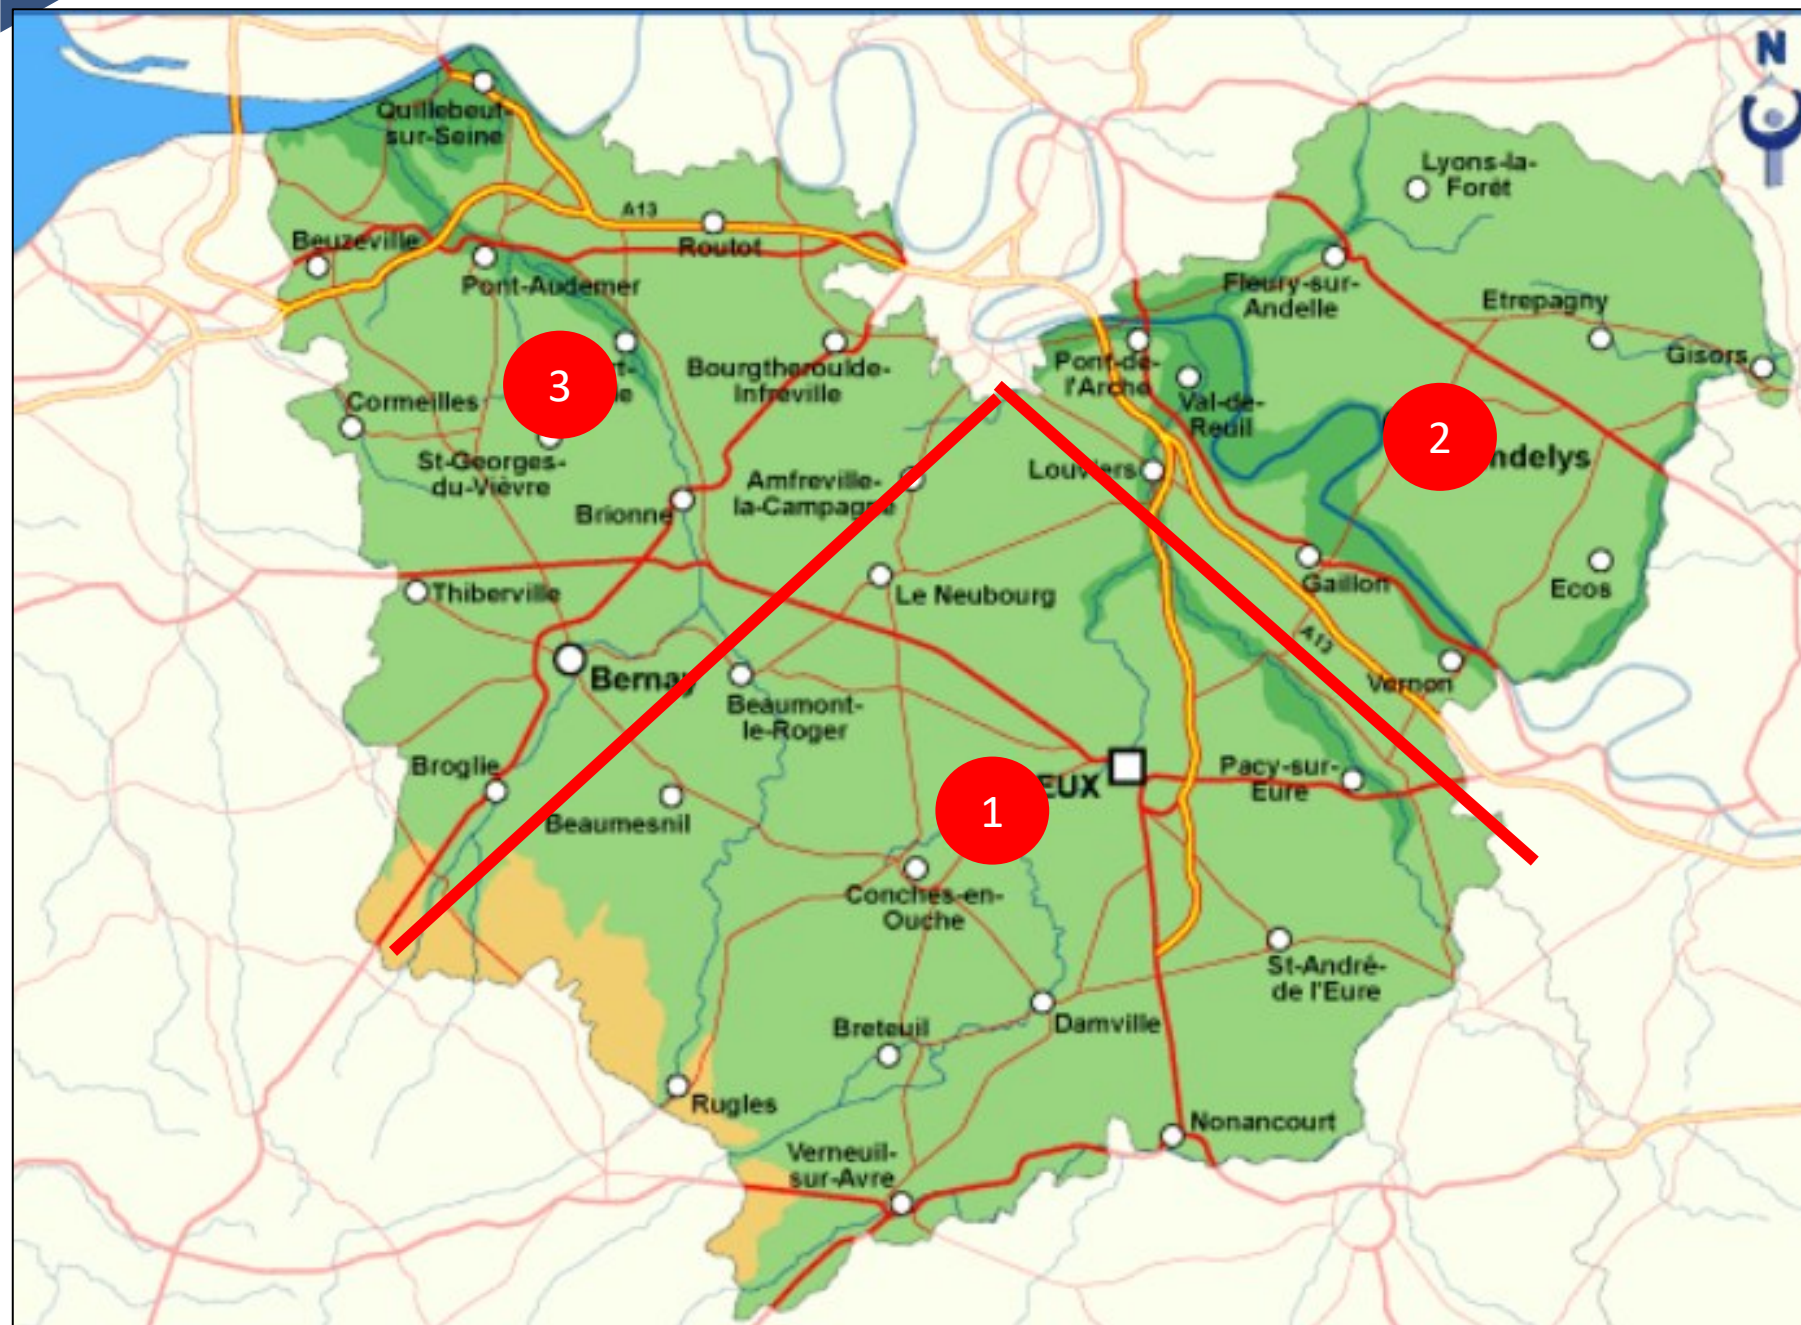 N
Quillebeuf-
sur-Seine
Lyons-la-
Forêt
A13
Beuzeville
Routot
Pont-Audemer
Fleury-sur-
Andelle
Etrepagny
Gisors
Pont-de-
l'Arche
Bourgtheroulde-
Infreville
3
Cormeilles
Val-de-
Reuil
2
ndelys
St-Georges-
du-Vièvre
Louviers
Amfreville-
la-Campagne
Brionne
Thiberville
Le Neubourg
Gaillon
Ecos
A13
Bernay
Vernon
Beaumont-
le-Roger
Broglie
EUX
Pacy-sur-
Eure
1
Beaumesnil
Conches-en-
Ouche
St-André-
de l'Eure
Breteuil
Damville
Rugles
Nonancourt
Verneuil-
sur-Avre